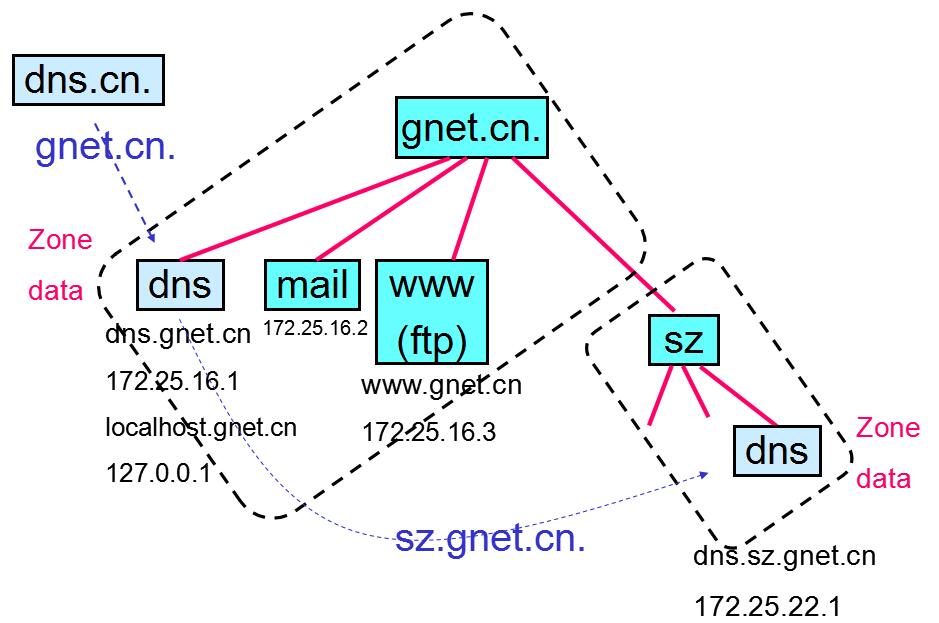 dns.cn.
gnet.cn.
gnet.cn.
Zone
data
dns
mail
www
(ftp)
sz
dns.gnet.cn
172.25.16.1
localhost.gnet.cn
127.0.0.1
172.25.16.2
www.gnet.cn
172.25.16.3
dns
Zone
data
sz.gnet.cn.
dns.sz.gnet.cn
172.25.22.1